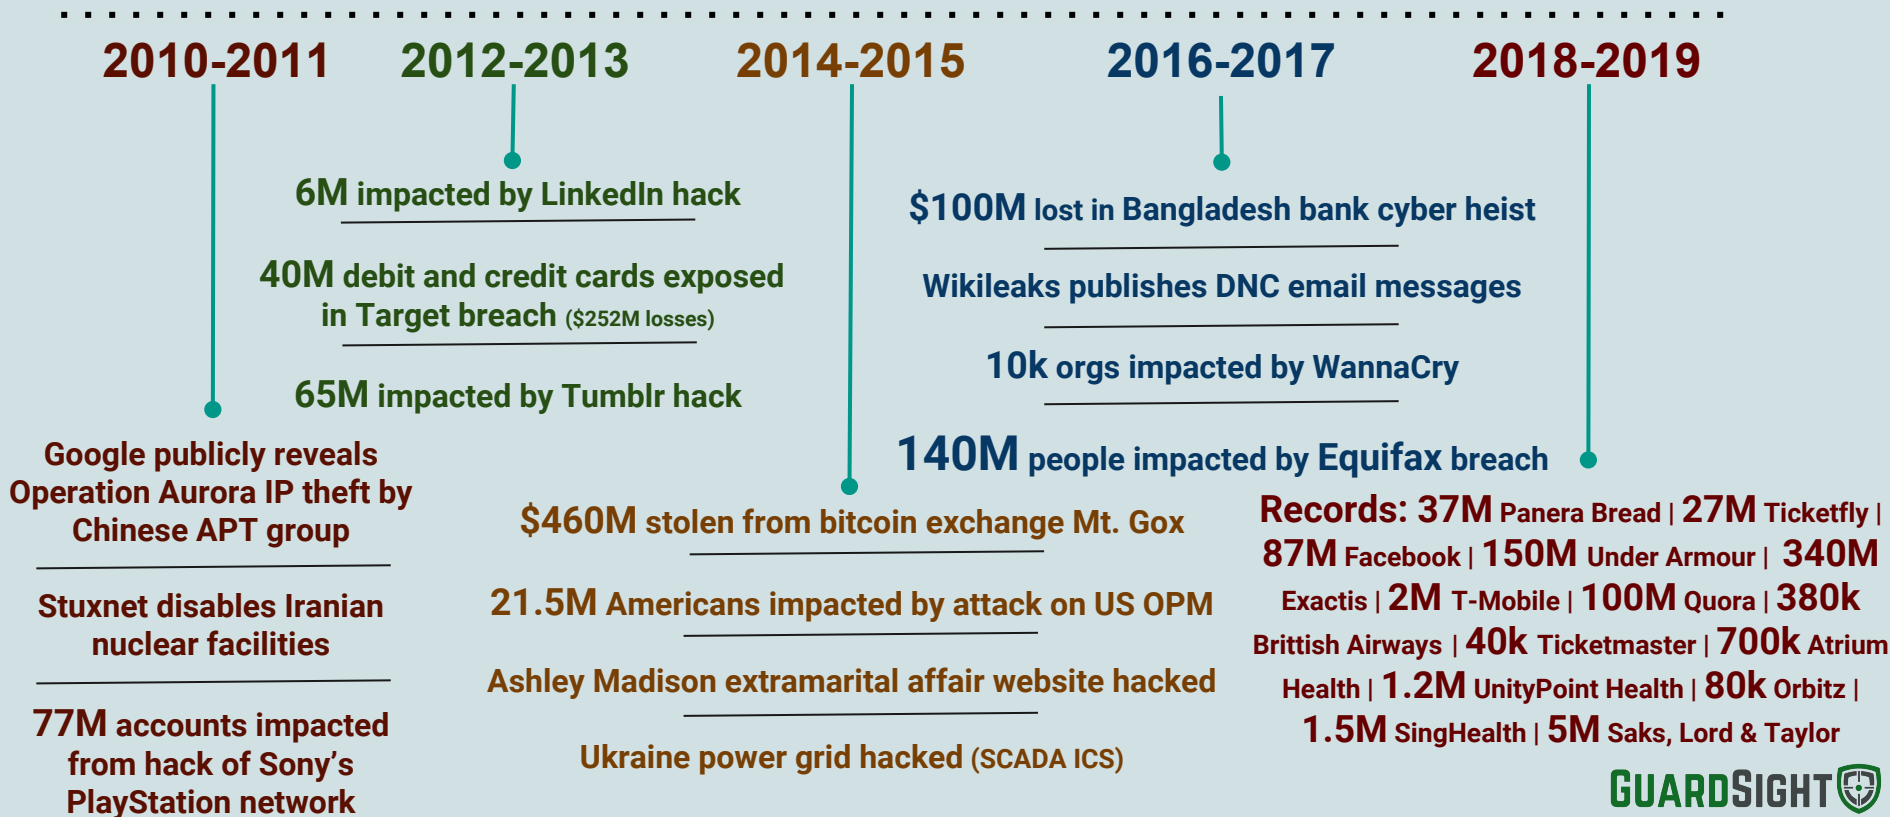 2010-2011
Google publicly reveals
Operation Aurora IP theft by
Chinese APT group
Stuxnet disables Iranian
nuclear facilities
77M accounts impacted
from hack of Sony’s
PlayStation network
2012-2013
6M impacted by LinkedIn hack
40M debit and credit cards exposed
in Target breach ($252M losses)
65M impacted by Tumblr hack
2014-2015
$460M stolen from bitcoin exchange Mt. Gox
21.5M Americans impacted by attack on US OPM
Ashley Madison extramarital affair website hacked
Ukraine power grid hacked (SCADA ICS)
2016-2017
$100M lost in Bangladesh bank cyber heist
Wikileaks publishes DNC email messages
10k orgs impacted by WannaCry
140M people impacted by Equifax breach
2018-2019
Records: 37M Panera Bread | 27M Ticketfly |
87M Facebook | 150M Under Armour | 340M
Exactis | 2M T-Mobile | 100M Quora | 380k
Brittish Airways | 40k Ticketmaster | 700k Atrium
Health | 1.2M UnityPoint Health | 80k Orbitz |
1.5M SingHealth | 5M Saks, Lord & Taylor
GUARDSIGHT